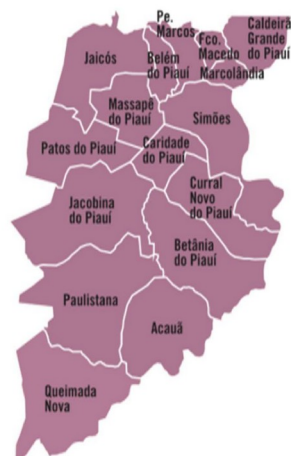 Pe.
Marcos
Caldeirã
Grande
do Piauí
Fco.
Macedo
Marcolândia
Jaicós
Belém
do Piauí
Massapê
do Piauí
Simões
Patos do Piauí
Caridade
do Piauí
Curral
Novo
do Piauí
Jacobina
do Piauí
Betânia
do Piauí
Paulistana
Acauã
Queimada
Nova